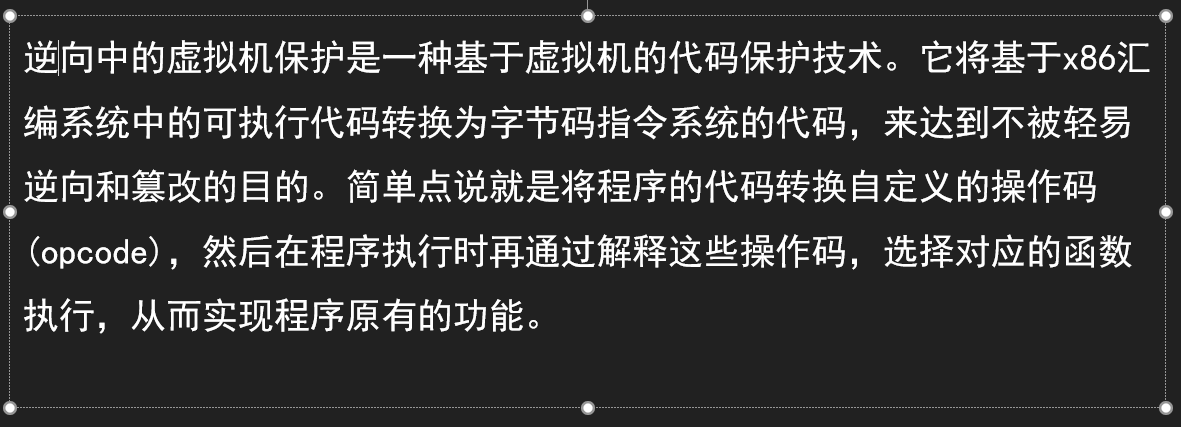 逆向中的虚拟机保护是一种基于虚拟机的代码保护技术。它将基于x86汇
编系统中的可执行代码转换为字节码指令系统的代码，来达到不被轻易
逆向和篡改的目的。简单点说就是将程序的代码转换自定义的操作码
(opcode)，然后在程序执行时再通过解释这些操作码，选择对应的函数
执行，从而实现程序原有的功能。